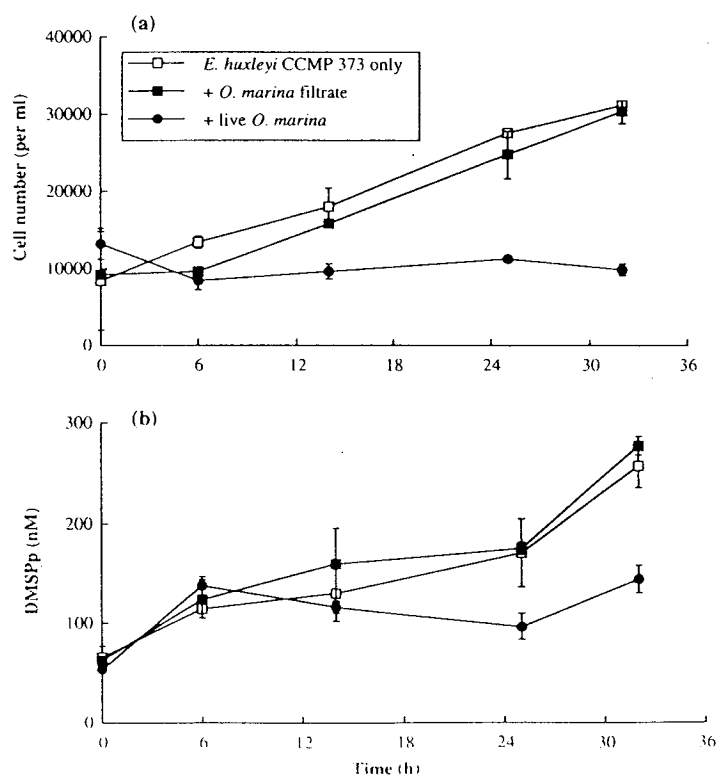 (a)
40000
30000
20000
10000
0
Cell number (per ml)
E. huxleyi CCMP 373 only
+ O. marina filtrate
+ live O. marina
0 6 12 18 24 30 36
(b)
300
200
100
0
DMSPp (nM)
0 6 12 18 24 30 36
Time (h)